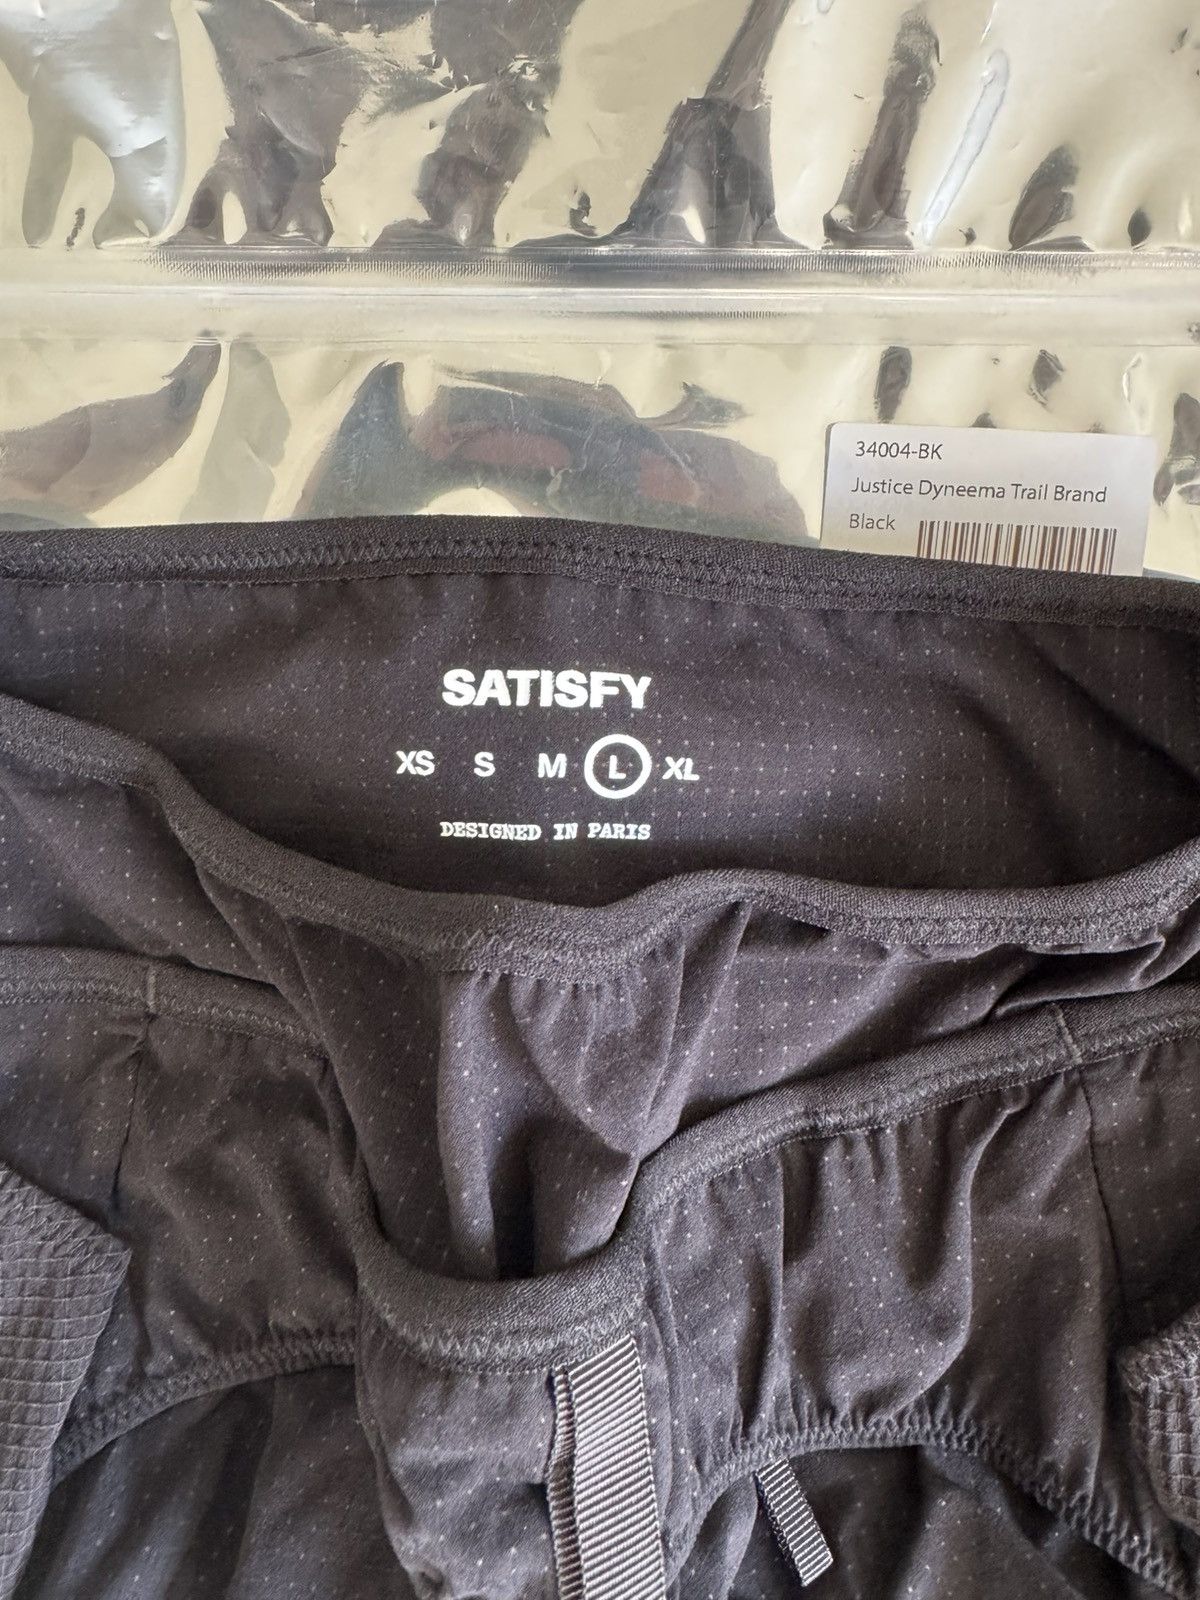 34004-BK
Justice Dyneema Trail Brand
Black
SATISFY
XS S M L XL
DESIGNED IN PARIS